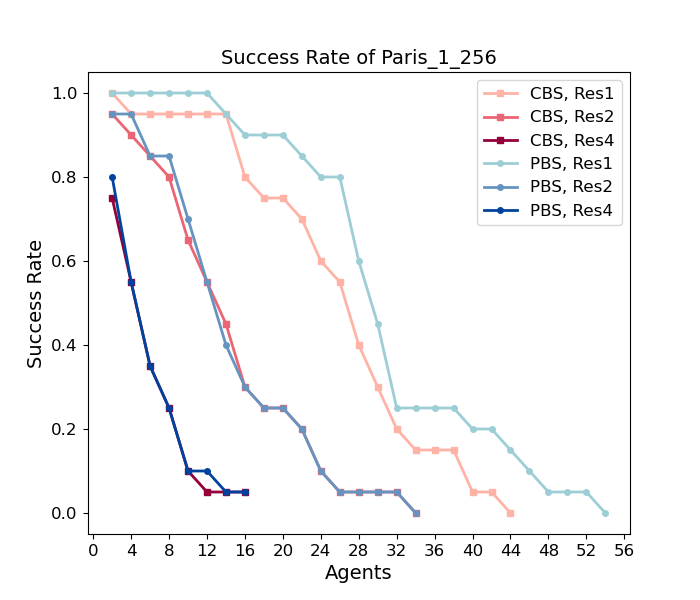 Success Rate of Paris_1_256
Success Rate
1.0
0.8
0.6
0.4
0.2
0.0
CBS, Res1
CBS, Res2
CBS, Res4
PBS, Res1
PBS, Res2
PBS, Res4
0 4 8 12 16 20 24 28 32 36 40 44 48 52 56
Agents